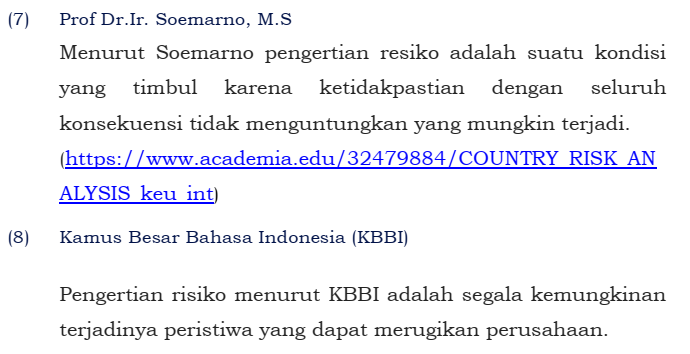 (7) Prof Dr.Ir. Soemarno, M.S
Menurut Soemarno pengertian resiko adalah suatu kondisi
yang timbul karena ketidakpastian dengan seluruh
konsekuensi tidak menguntungkan yang mungkin terjadi.
(https://www.academia.edu/32479884/COUNTRY_RISK_AN
ALYSIS_keu_int)
(8) Kamus Besar Bahasa Indonesia (KBBI)
Pengertian risiko menurut KBBI adalah segala kemungkinan
terjadinya peristiwa yang dapat merugikan perusahaan.